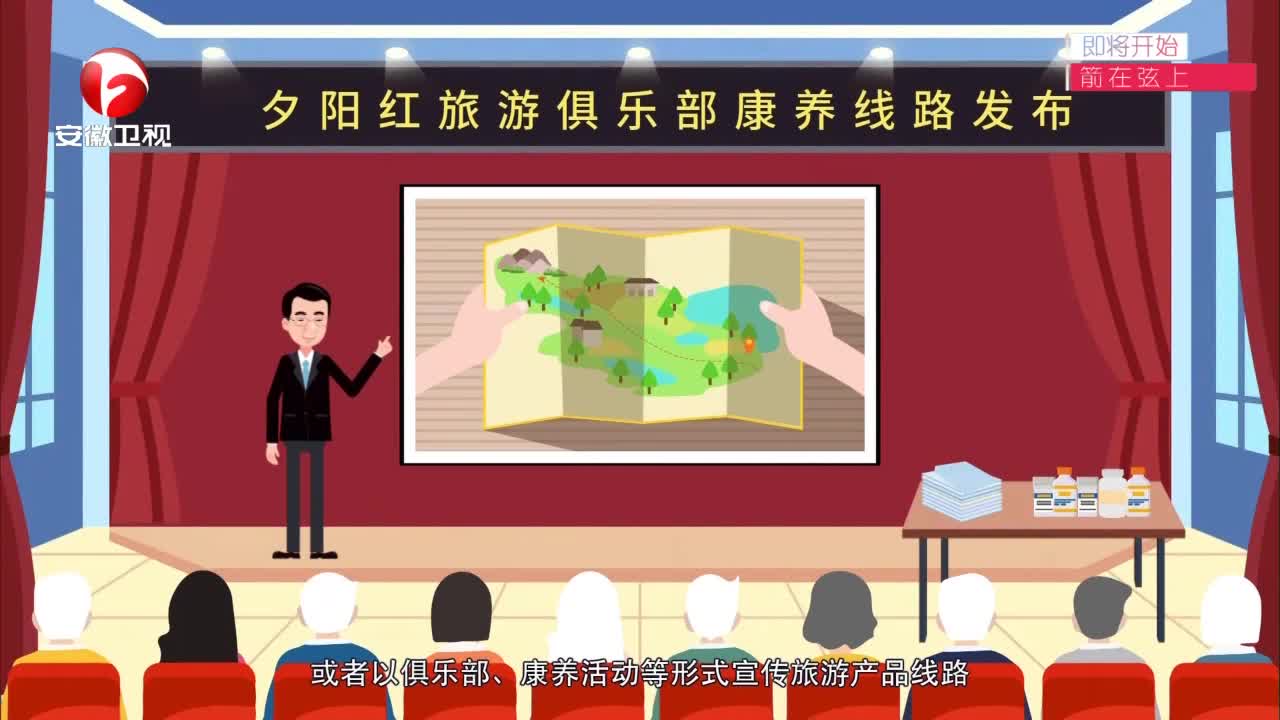 即将开始
箭在弦上
夕阳红旅游俱乐部康养线路发布
安徽卫视
或者以俱乐部、康养活动等形式宣传旅游产品线路